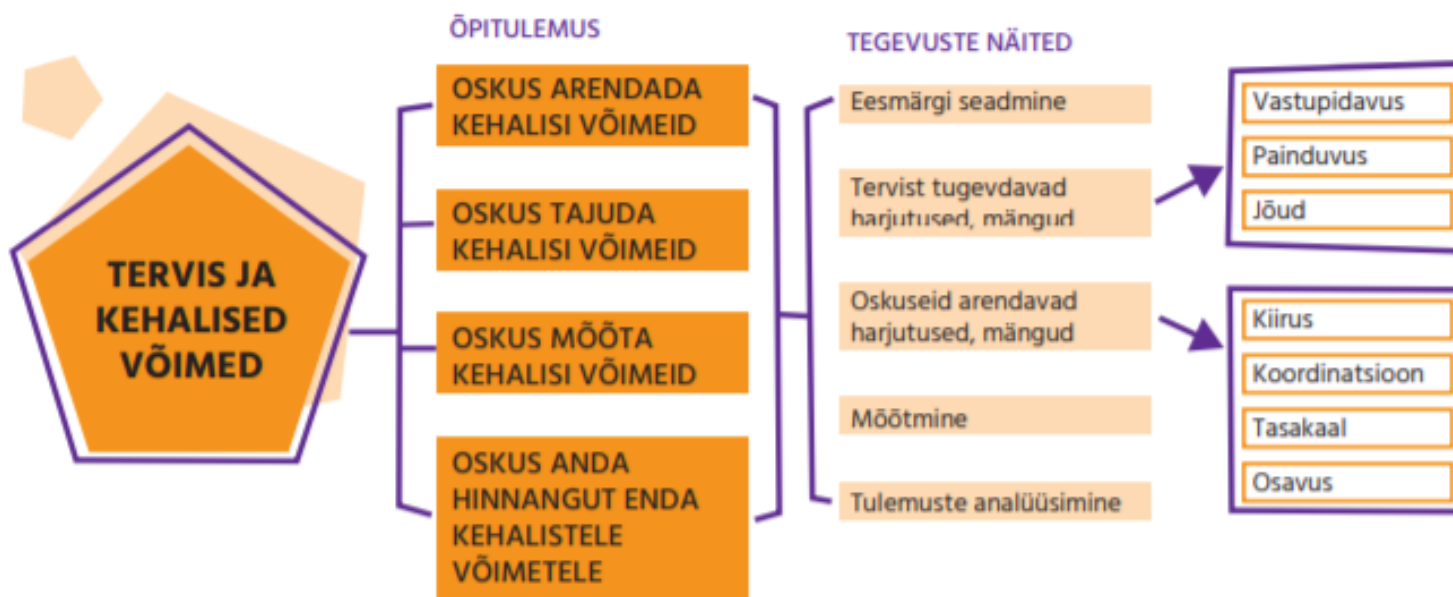 TERVIS JA
KEHALISED
VÕIMED
ÕPITULEMUS
OSKUS ARENDADA
KEHALISI VÕIMEID
OSKUS TAJUDA
KEHALISI VÕIMEID
OSKUS MÕÕTA
KEHALISI VÕIMEID
OSKUS ANDA
HINNANGUT ENDA
KEHALISTELE
VÕIMETELE
TEGEVUSTE NÄITED
Eesmärgi seadmine
Tervist tugevdavad
harjutused, mängud
Oskuseid arendavad
harjutused, mängud
Mõõtmine
Tulemuste analüüsimine
Vastupidavus
Painduvus
Jõud
Kiirus
Koordinatsioon
Tasakaal
Osavus